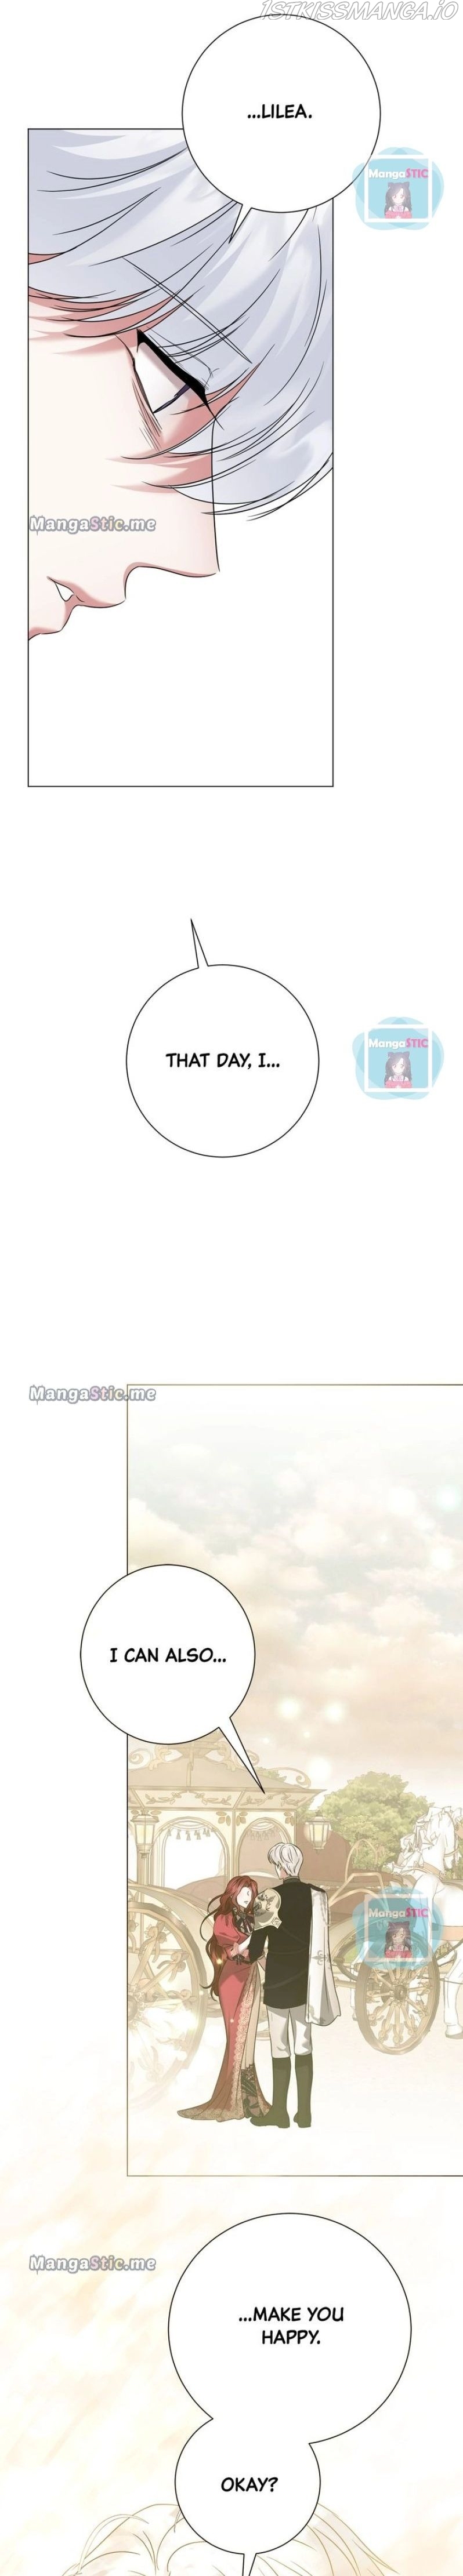 1STKISSMANGA.IO
...LILEA.
MangaSTIC
MangaStic.me
THAT DAY, I...
MangaSTIC
MangaStic.me
I CAN ALSO...
MangaSTIC
MangaStic.me
...MAKE YOU
HAPPY.
OKAY?